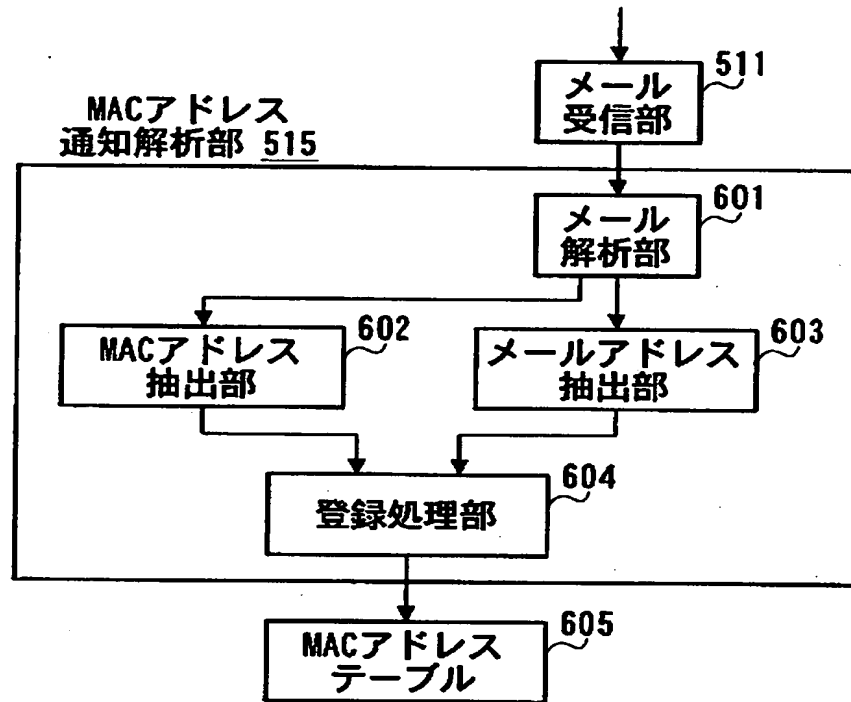 511
メール
受信部
MACアドレス
通知解析部 515
601
メール
解析部
602
MACアドレス
抽出部
603
メールアドレス
抽出部
604
登録処理部
605
MACアドレス
テーブル